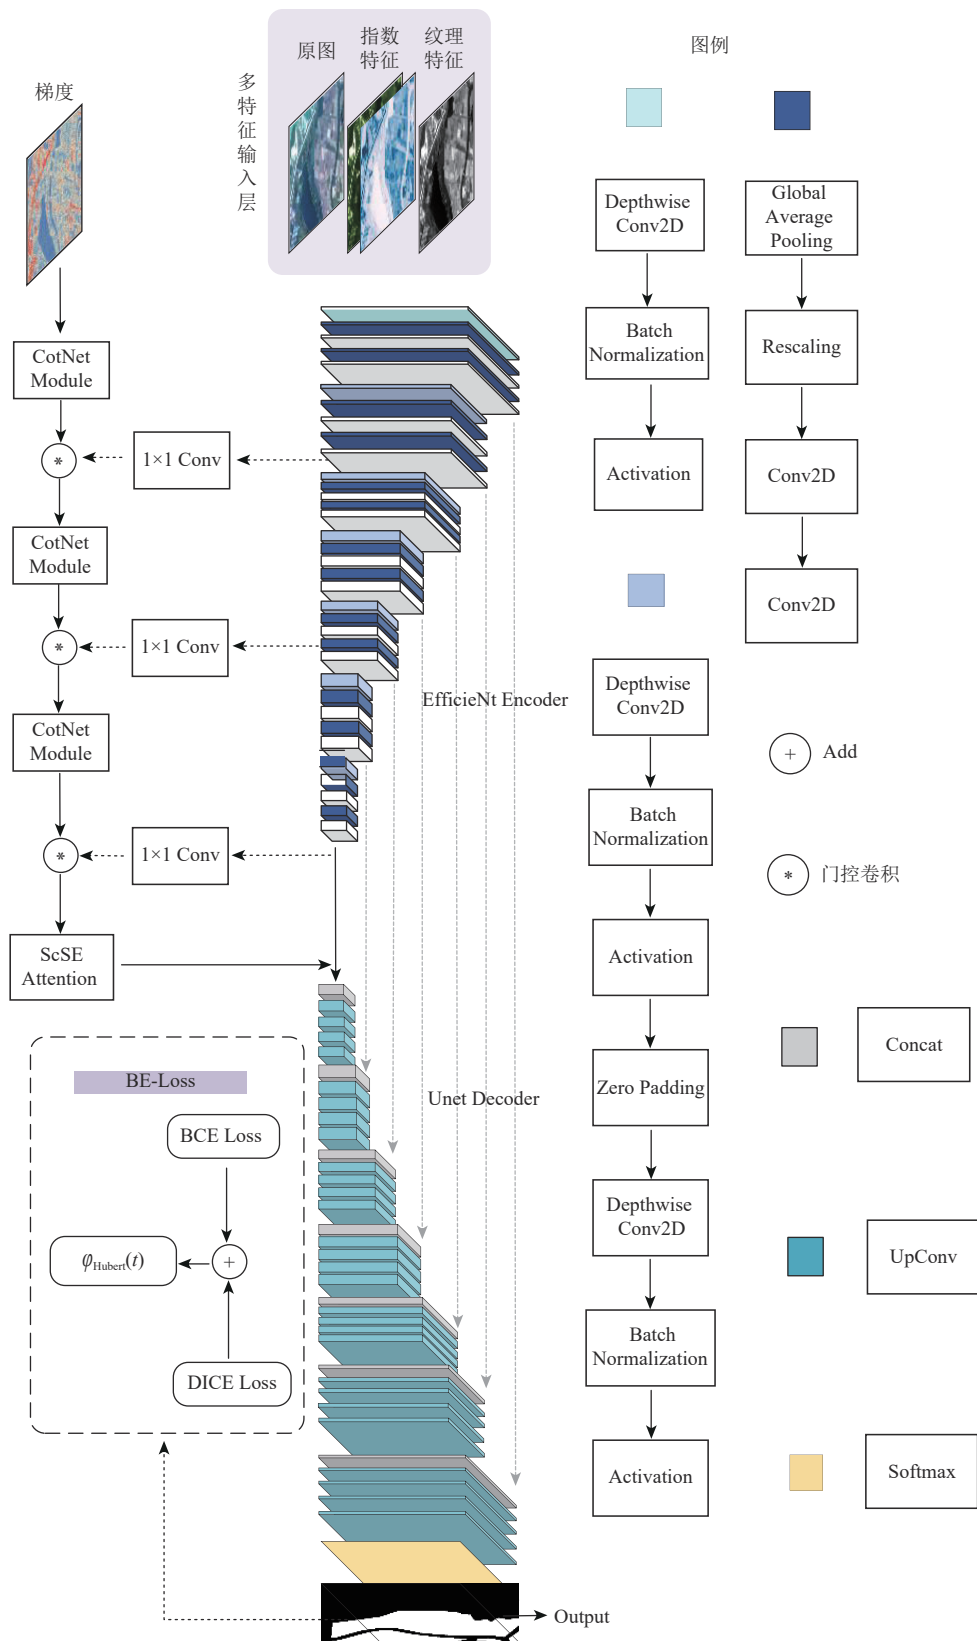 梯度
多特征输入层
原图
指数
特征
纹理
特征
图例
CotNet
Module
*
1×1 Conv
CotNet
Module
*
1×1 Conv
CotNet
Module
*
1×1 Conv
ScSE
Attention
EfficieNt Encoder
Unet Decoder
BE-Loss
BCE Loss
φHubert(t)
+
DICE Loss
Output
Depthwise
Conv2D
Batch
Normalization
Activation
Global
Average
Pooling
Rescaling
Conv2D
Conv2D
Depthwise
Conv2D
Batch
Normalization
Activation
Zero Padding
Depthwise
Conv2D
Batch
Normalization
Activation
+
Add
*
门控卷积
Concat
UpConv
Softmax